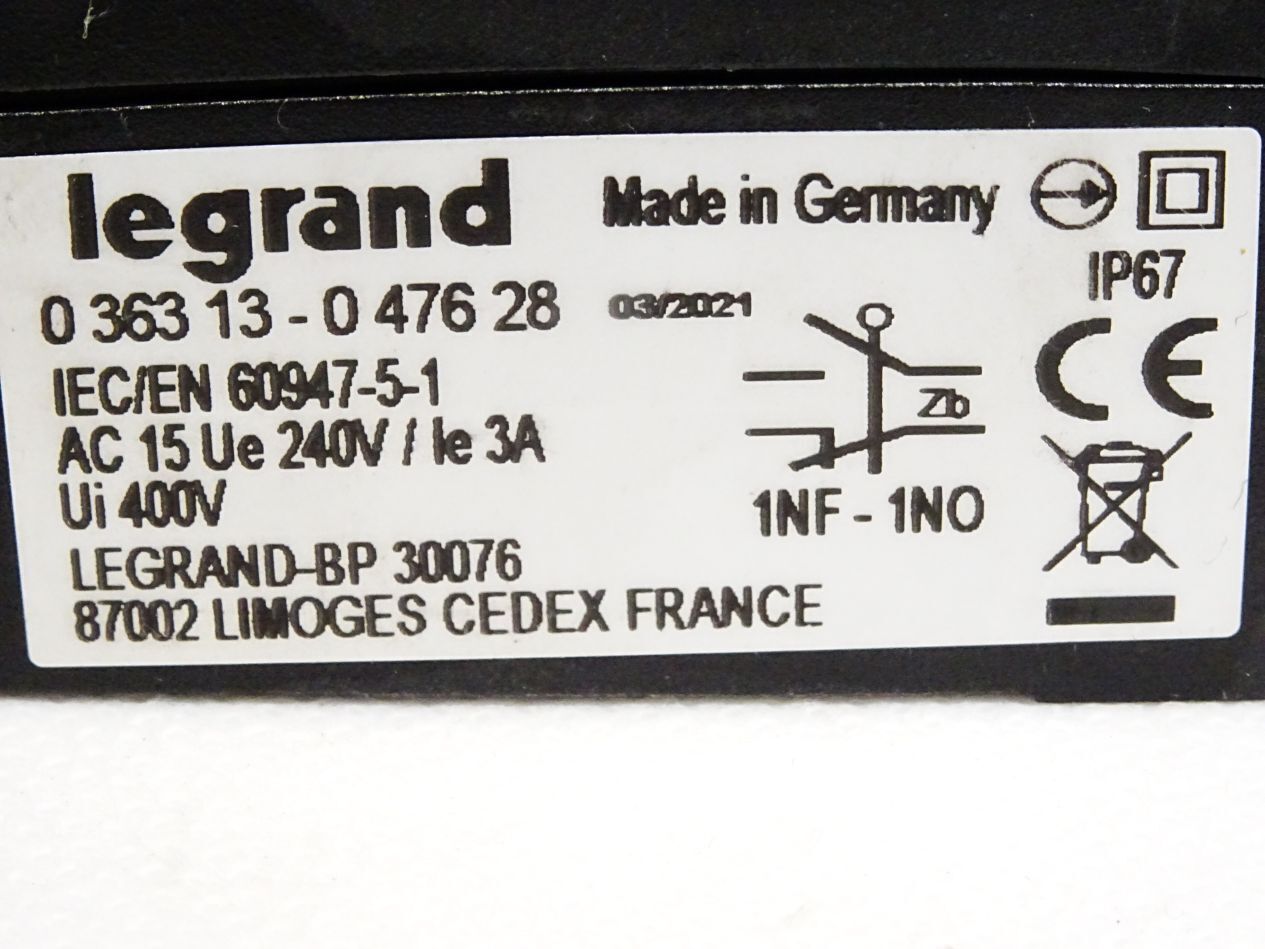 legrand
Made in Germany
IP67
0 363 13 - 0 476 28
03/2021
IEC/EN 60947-5-1
CE
Zb
AC 15 Ue 240V / Ie 3A
Ui 400V
1NF - 1NO
LEGRAND-BP 30076
87002 LIMOGES CEDEX FRANCE